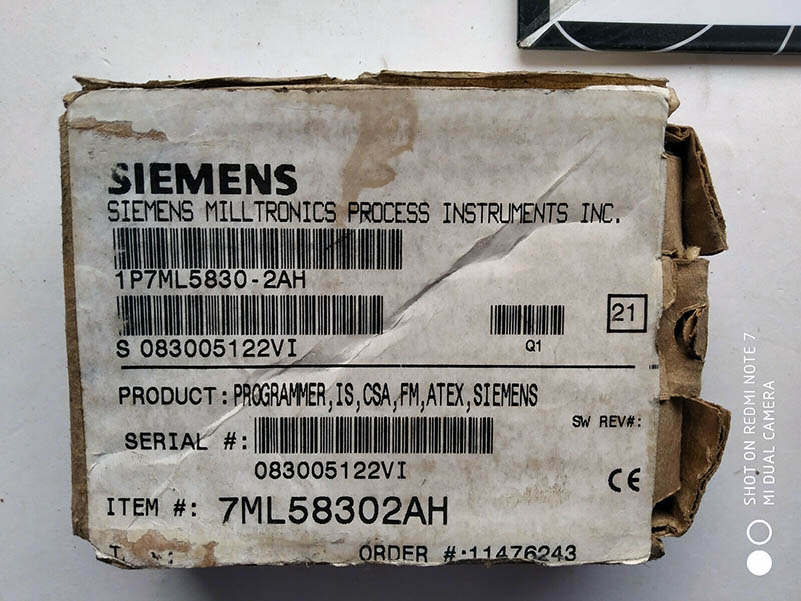 SIEMENS
SIEMENS MILLTRONICS PROCESS INSTRUMENTS INC.
1P7ML5830-2AH
S 083005122VI
Q1
21
PRODUCT: PROGRAMMER,IS,CSA,FM,ATEX,SIEMENS
SW REV#:
SERIAL #:
083005122VI
CE
ITEM #: 7ML58302AH
ORDER #:11476243
SHOT ON REDMI NOTE 7
MI DUAL CAMERA